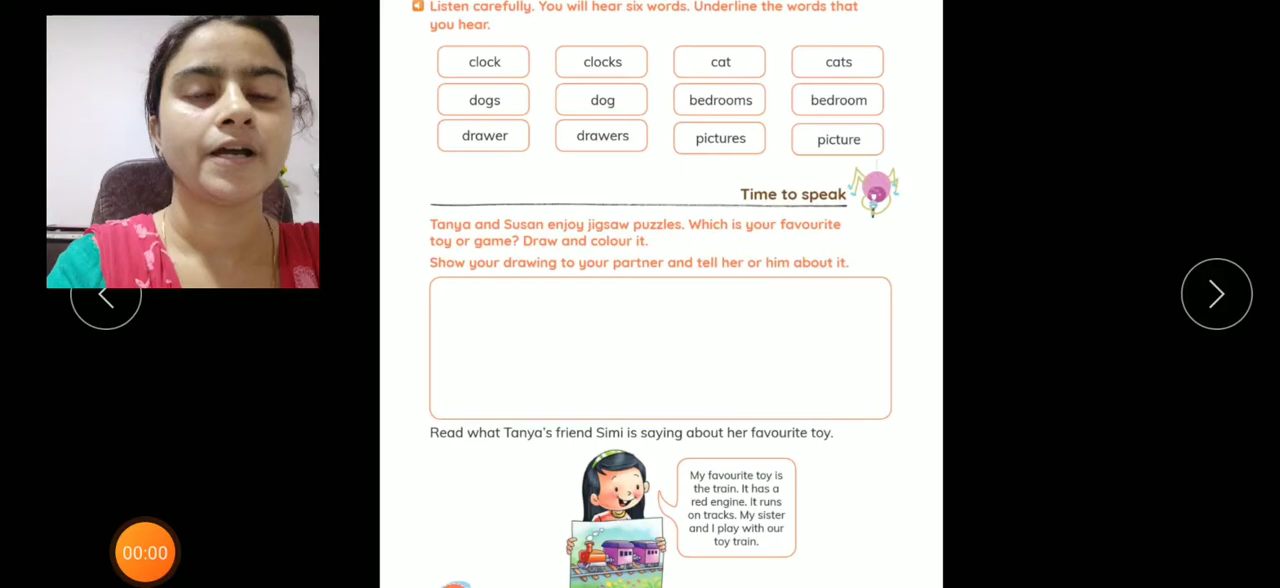 Listen carefully. You will hear six words. Underline the words that
you hear.
clock clocks cat cats
dogs dog bedrooms bedroom
drawer drawers pictures picture
Time to speak
Tanya and Susan enjoy jigsaw puzzles. Which is your favourite
toy or game? Draw and colour it.
Show your drawing to your partner and tell her or him about it.
Read what Tanya's friend Simi is saying about her favourite toy.
My favourite toy is
the train. It has a
red engine. It runs
on tracks. My sister
and I play with our
toy train.
00:00